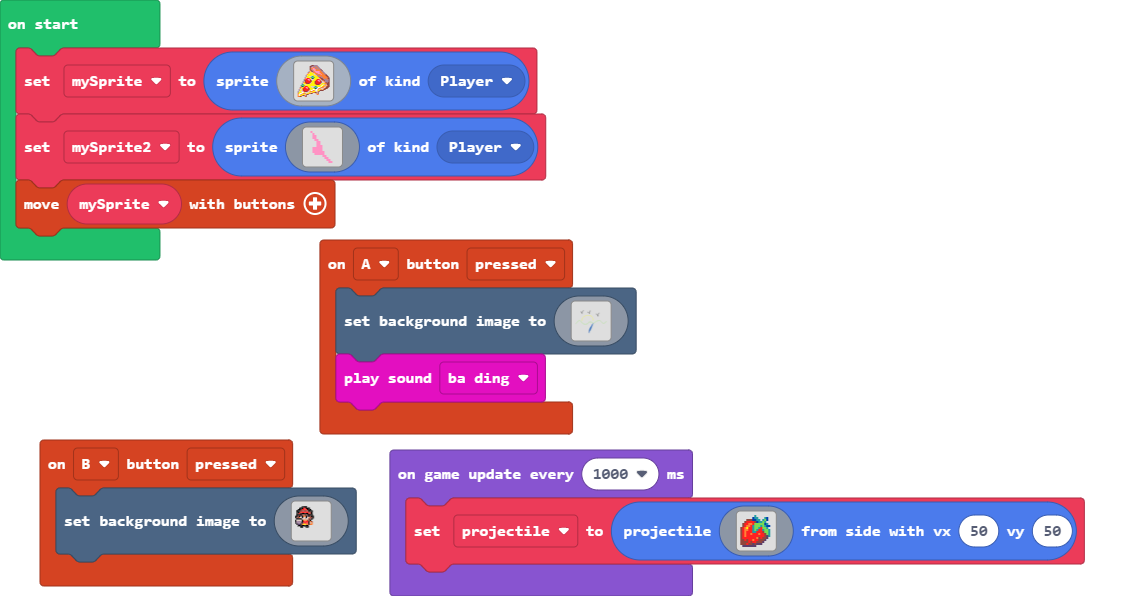 on start
set mySprite to sprite of kind Player
set mySprite2 to sprite of kind Player
move mySprite with buttons
on A button pressed
set background image to
play sound ba ding
on B button pressed
set background image to
on game update every 1000 ms
set projectile to projectile from side with vx 50 vy 50